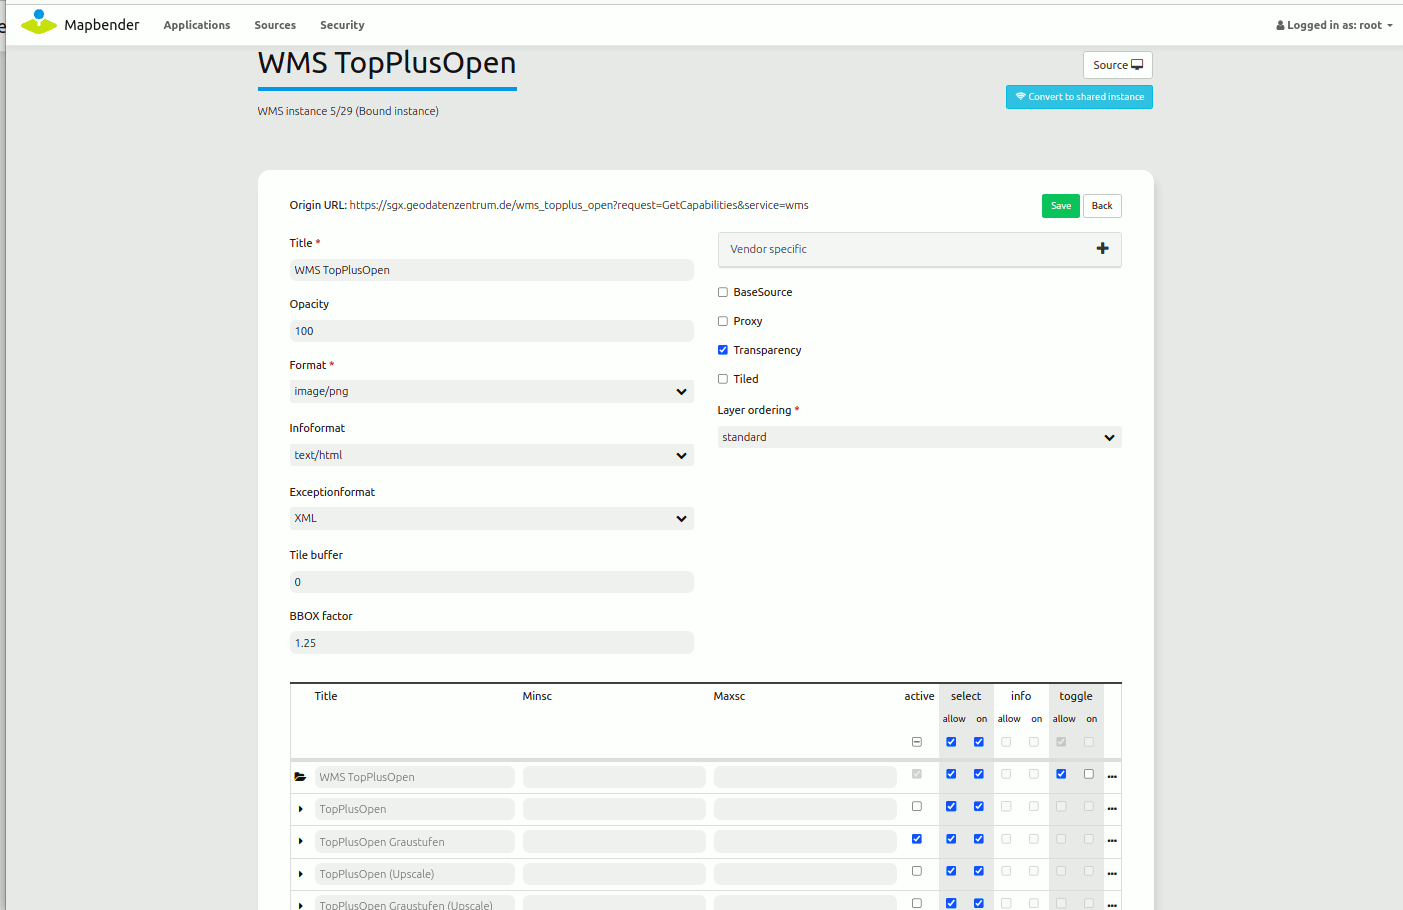 Mapbender Applications Sources Security Logged in as: root
WMS TopPlusOpen
Source
Convert to shared instance
WMS instance 5/29 (Bound instance)
Origin URL: https://sgx.geodatenzentrum.de/wms_topplus_open?request=GetCapabilities&service=wms
Save Back
Title *
WMS TopPlusOpen
Opacity
100
Format *
image/png
Infoformat
text/html
Exceptionformat
XML
Tile buffer
0
BBOX factor
1.25
Vendor specific
BaseSource
Proxy
Transparency
Tiled
Layer ordering *
standard
Title Minsc Maxsc active select info toggle
allow on allow on allow on
WMS TopPlusOpen
TopPlusOpen
TopPlusOpen Graustufen
TopPlusOpen (Upscale)
TopPlusOpen Graustufen (Upscale)